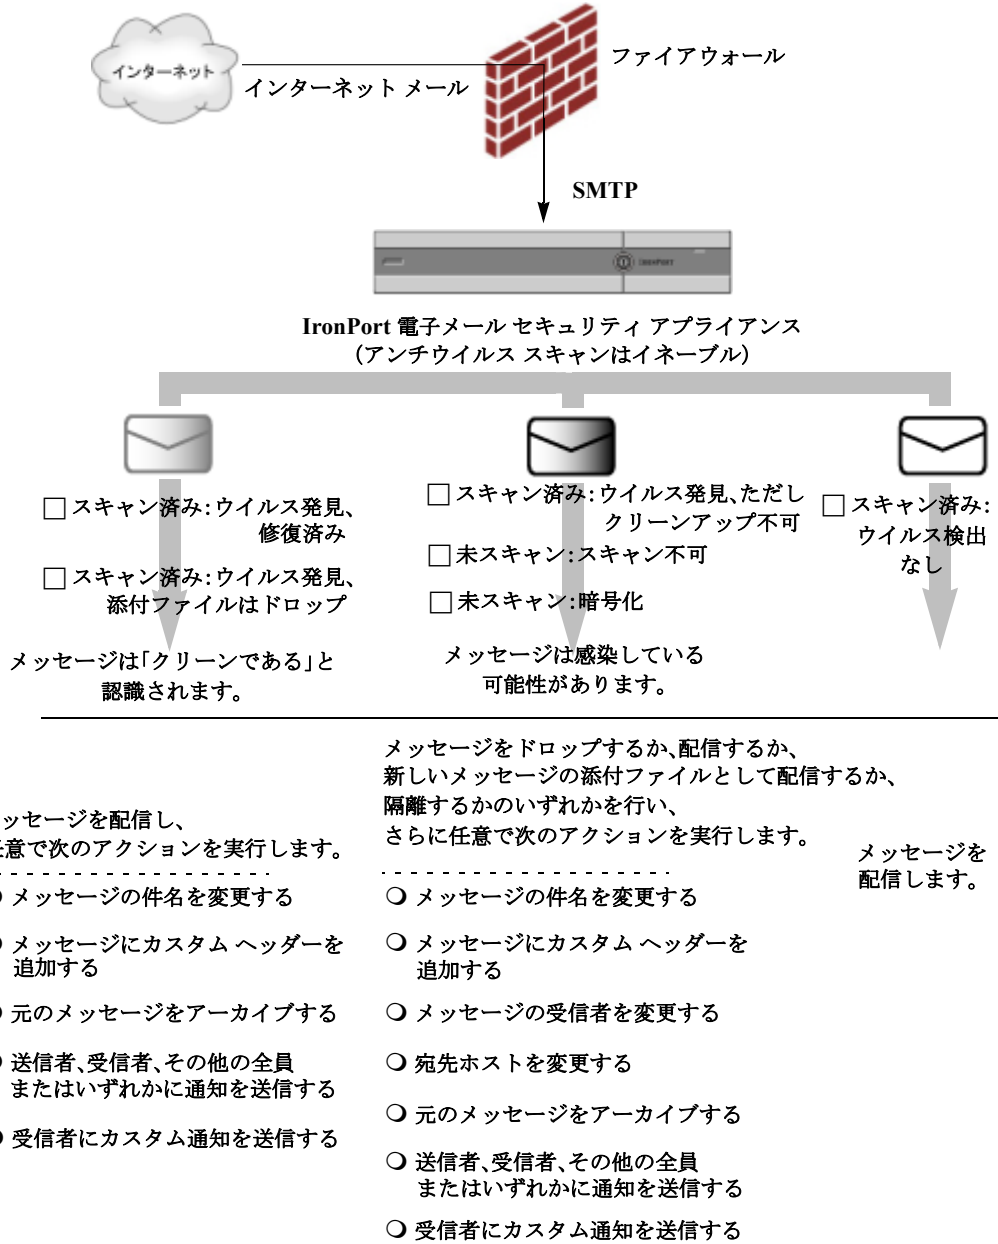 インターネット
インターネット メール
ファイアウォール
SMTP
IRONPORT
IronPort 電子メール セキュリティ アプライアンス
（アンチウイルス スキャンはイネーブル）
スキャン済み：ウイルス発見、
修復済み
スキャン済み：ウイルス発見、
添付ファイルはドロップ
メッセージは「クリーンである」と
認識されます。
スキャン済み：ウイルス発見、ただし
クリーンアップ不可
未スキャン：スキャン不可
未スキャン：暗号化
メッセージは感染している
可能性があります。
スキャン済み：
ウイルス検出
なし
ッセージを配信し、
意で次のアクションを実行します。
メッセージの件名を変更する
メッセージにカスタム ヘッダーを
追加する
元のメッセージをアーカイブする
送信者、受信者、その他の全員
またはいずれかに通知を送信する
受信者にカスタム通知を送信する
メッセージをドロップするか、配信するか、
新しいメッセージの添付ファイルとして配信するか、
隔離するかのいずれかを行い、
さらに任意で次のアクションを実行します。
メッセージの件名を変更する
メッセージにカスタム ヘッダーを
追加する
メッセージの受信者を変更する
宛先ホストを変更する
元のメッセージをアーカイブする
送信者、受信者、その他の全員
またはいずれかに通知を送信する
受信者にカスタム通知を送信する
メッセージを
配信します。